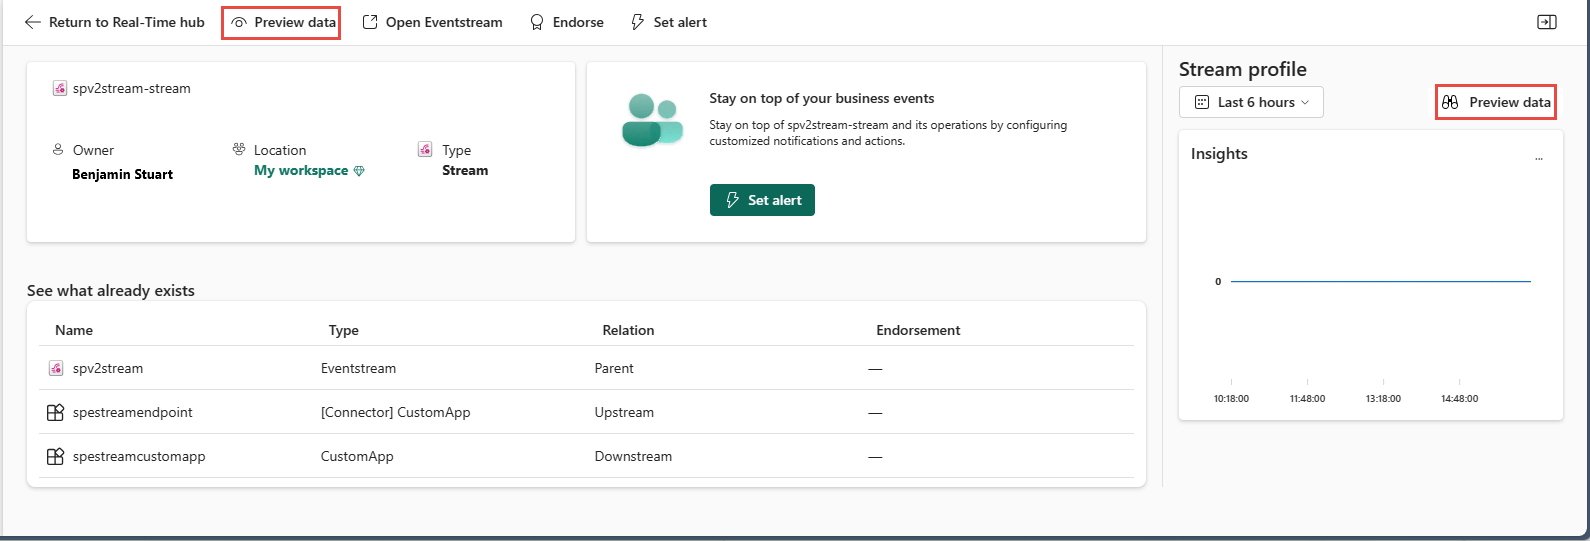 Return to Real-Time hub
Preview data
Open Eventstream
Endorse
Set alert
spv2stream-stream
Owner
Benjamin Stuart
Location
My workspace
Type
Stream
Stay on top of your business events
Stay on top of spv2stream-stream and its operations by configuring
customized notifications and actions.
Set alert
See what already exists
Name Type Relation Endorsement
spv2stream Eventstream Parent —
spestreamendpoint [Connector] CustomApp Upstream —
spestreamcustomapp CustomApp Downstream —
Stream profile
Last 6 hours
Preview data
Insights
...
0
10:18:00 11:48:00 13:18:00 14:48:00